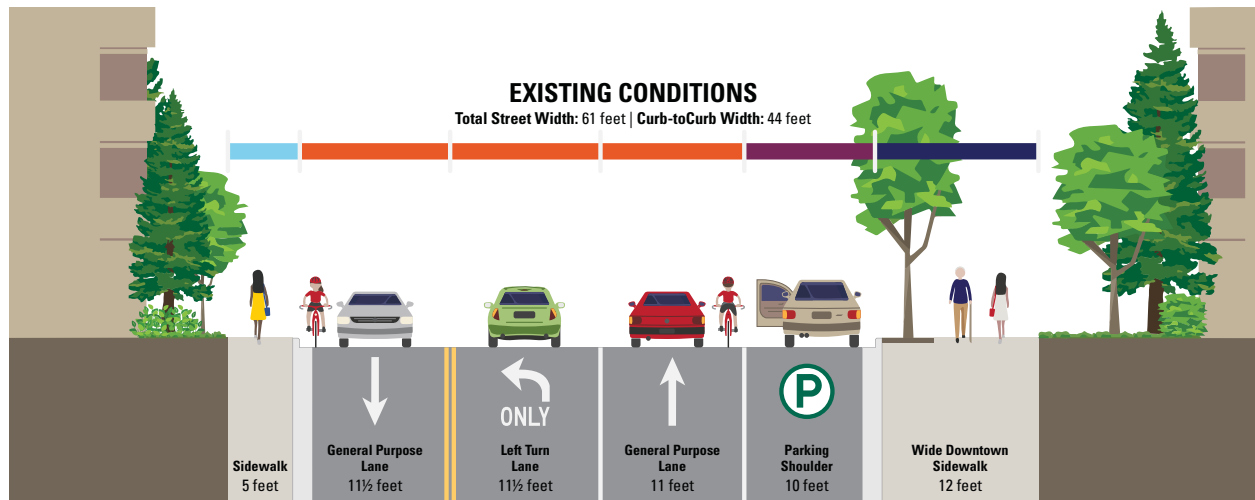 EXISTING CONDITIONS
Total Street Width: 61 feet | Curb-toCurb Width: 44 feet
ONLY
P
Sidewalk
5 feet
General Purpose
Lane
11½ feet
Left Turn
Lane
11½ feet
General Purpose
Lane
11 feet
Parking
Shoulder
10 feet
Wide Downtown
Sidewalk
12 feet